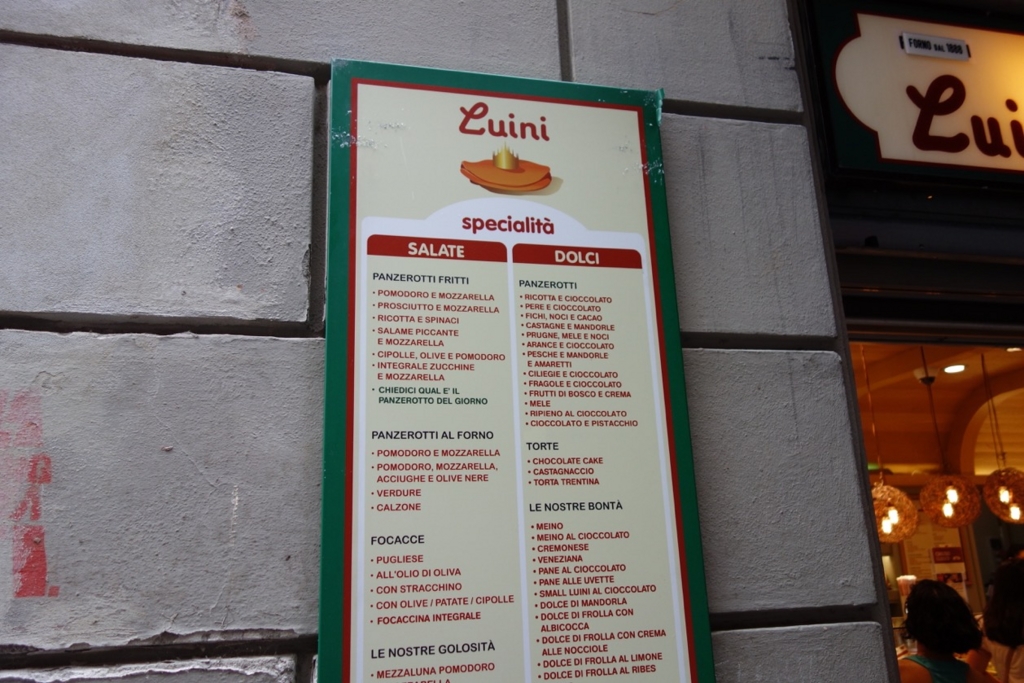 FORNO DAL 1888
Lui
Luini
specialità
SALATE
PANZEROTTI FRITTI
• POMODORO E MOZZARELLA
• PROSCIUTTO E MOZZARELLA
• RICOTTA E SPINACI
• SALAME PICCANTE
E MOZZARELLA
• CIPOLLE, OLIVE E POMODORO
• INTEGRALE ZUCCHINE
E MOZZARELLA
• CHIEDICI QUAL E' IL
PANZEROTTO DEL GIORNO
PANZEROTTI AL FORNO
• POMODORO E MOZZARELLA
• POMODORO, MOZZARELLA,
ACCIUGHE E OLIVE NERE
• VERDURE
• CALZONE
FOCACCE
• PUGLIESE
• ALL'OLIO DI OLIVA
• CON STRACCHINO
• CON OLIVE / PATATE / CIPOLLE
• FOCACCINA INTEGRALE
LE NOSTRE GOLOSITÀ
• MEZZALUNA POMODORO
DOLCI
PANZEROTTI
• RICOTTA E CIOCCOLATO
• PERE E CIOCCOLATO
• FICHI, NOCI E CACAO
• CASTAGNE E MANDORLE
• PRUGNE, MELE E NOCI
• ARANCE E CIOCCOLATO
• PESCHE E MANDORLE
E AMARETTI
• CILIEGIE E CIOCCOLATO
• FRAGOLE E CIOCCOLATO
• FRUTTI DI BOSCO E CREMA
• MELE
• RIPIENO AL CIOCCOLATO
• CIOCCOLATO E PISTACCHIO
TORTE
• CHOCOLATE CAKE
• CASTAGNACCIO
• TORTA TRENTINA
LE NOSTRE BONTÀ
• MEINO
• MEINO AL CIOCCOLATO
• CREMONESE
• VENEZIANA
• PANE AL CIOCCOLATO
• PANE ALLE UVETTE
• SMALL LUINI AL CIOCCOLATO
• DOLCE DI MANDORLA
• DOLCE DI FROLLA CON
ALBICOCCA
• DOLCE DI FROLLA CON CREMA
ALLE NOCCIOLE
• DOLCE DI FROLLA AL LIMONE
• DOLCE DI FROLLA AL RIBES